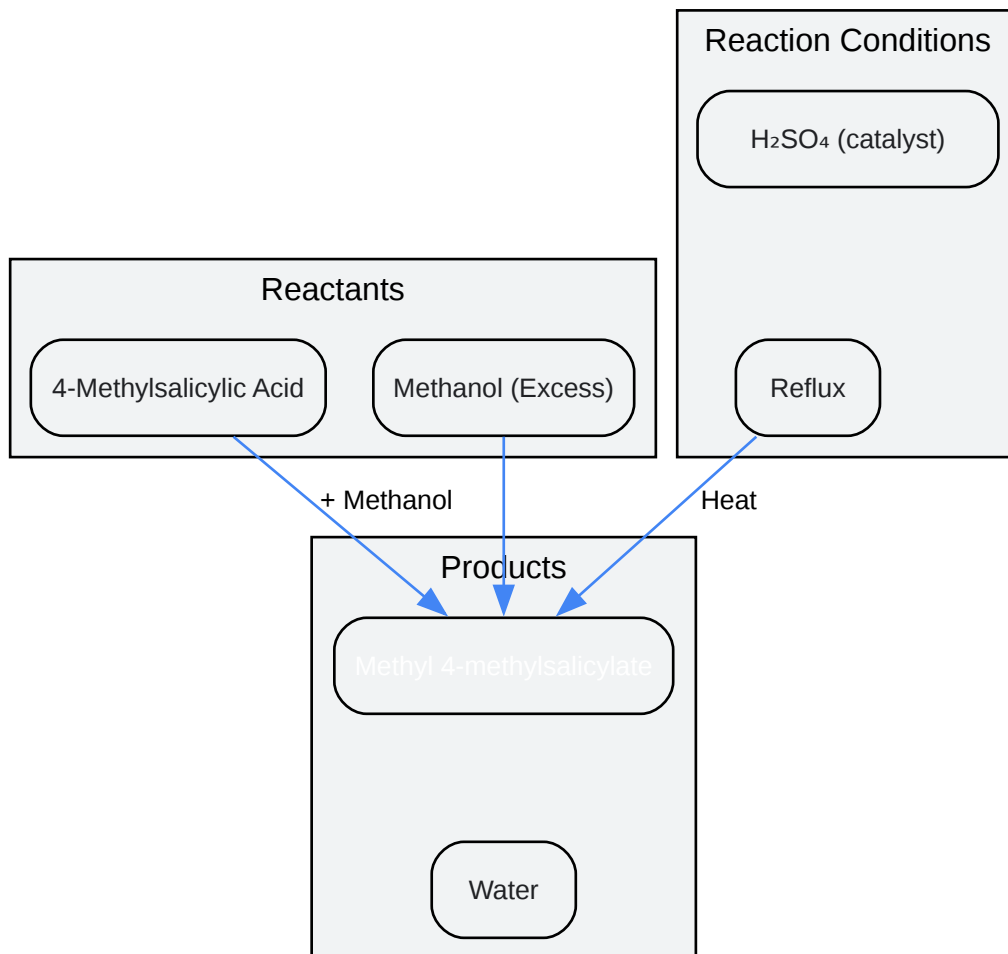 Reaction Conditions
H₂SO₄ (catalyst)
Reactants
4-Methylsalicylic Acid
Methanol (Excess)
Reflux
+ Methanol
Heat
Products
Methyl 4-methylsalicylate
Water